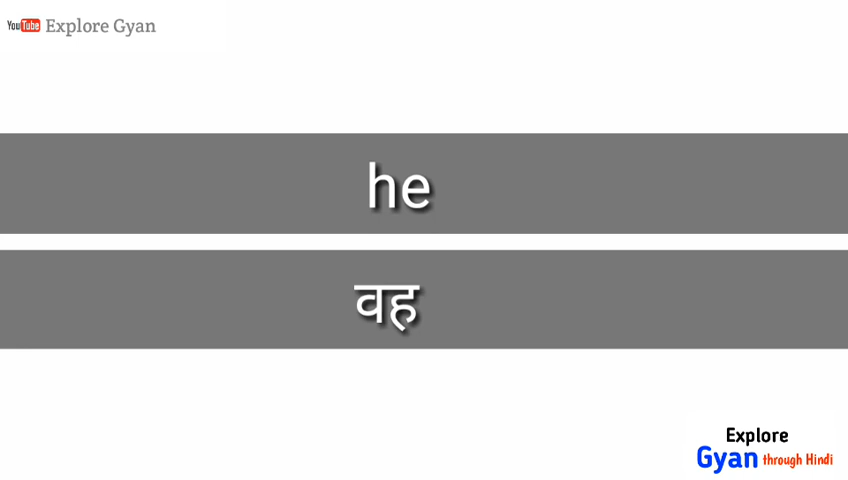 YouTube Explore Gyan
he
वह
Explore
Gyan through Hindi